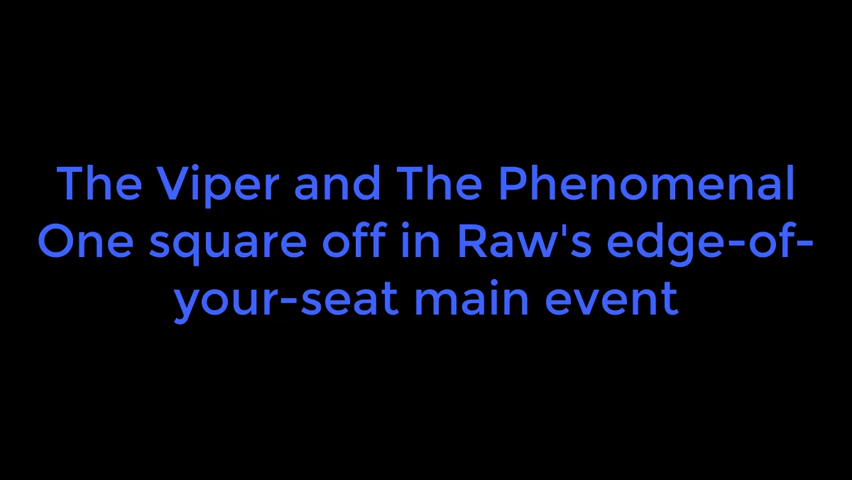 The Viper and The Phenomenal
One square off in Raw's edge-of-
your-seat main event